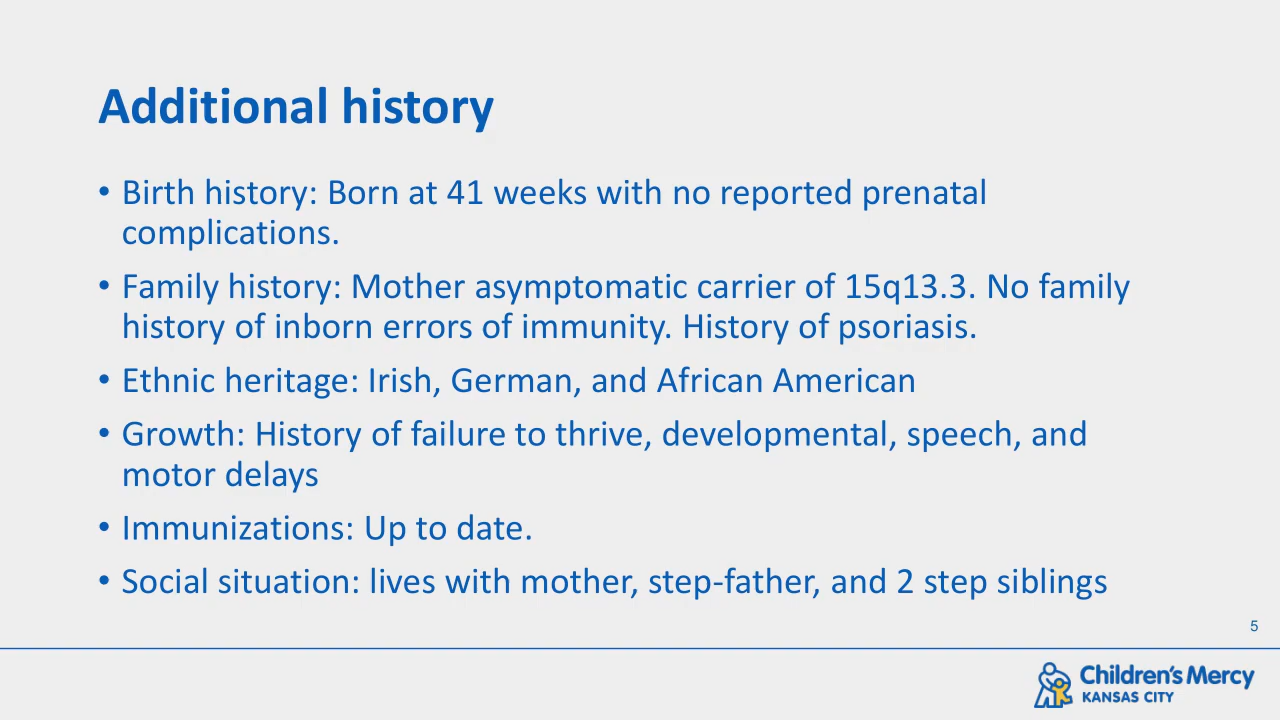 Additional history
• Birth history: Born at 41 weeks with no reported prenatal
complications.
• Family history: Mother asymptomatic carrier of 15q13.3. No family
history of inborn errors of immunity. History of psoriasis.
• Ethnic heritage: Irish, German, and African American
• Growth: History of failure to thrive, developmental, speech, and
motor delays
• Immunizations: Up to date.
• Social situation: lives with mother, step-father, and 2 step siblings
5
Children's Mercy
KANSAS CITY